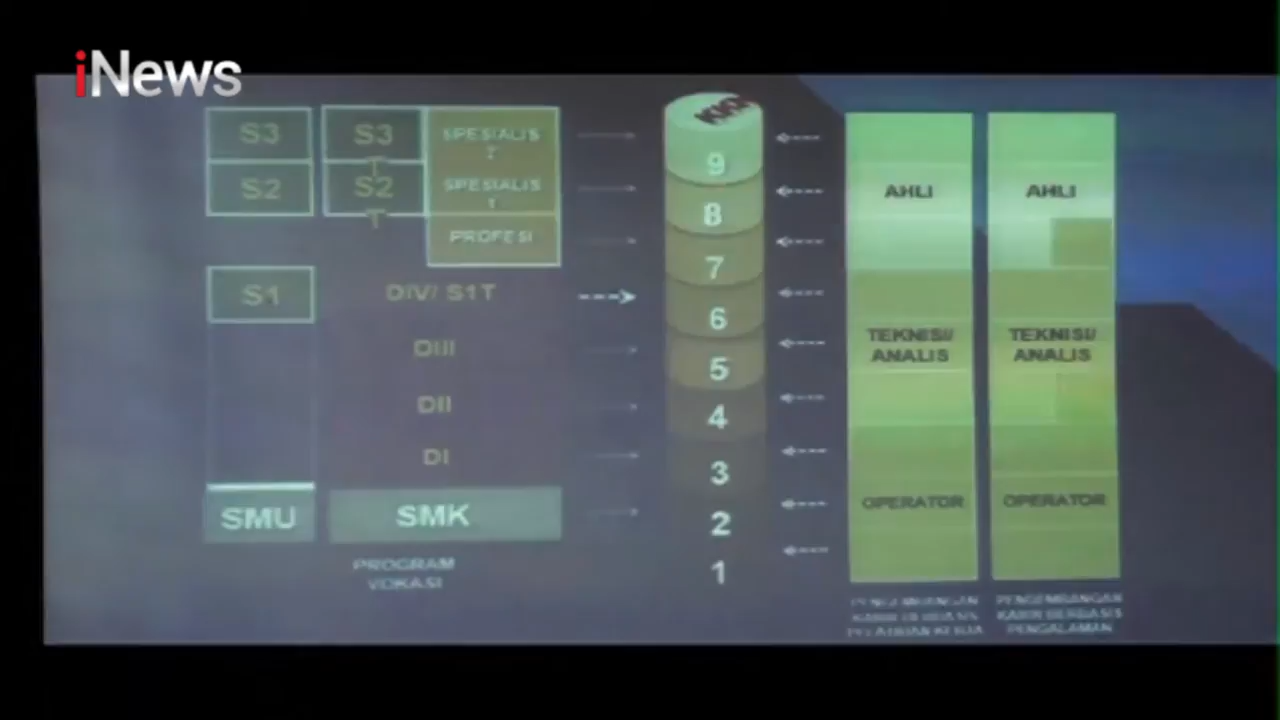 iNews
S3
S3
T
SPESIALIS
S2
S2
T
SPESIALIS
PROFESI
S1
DIV/ S1T
DIII
DII
DI
SMU
SMK
PROGRAM
VOKASI
9
8
7
6
5
4
3
2
1
AHLI
TEKNISI/
ANALIS
OPERATOR
AHLI
TEKNISI/
ANALIS
OPERATOR
PENGEMBANGAN
PENGEMBANGAN
KARIR BERBASIS
PENGALAMAN